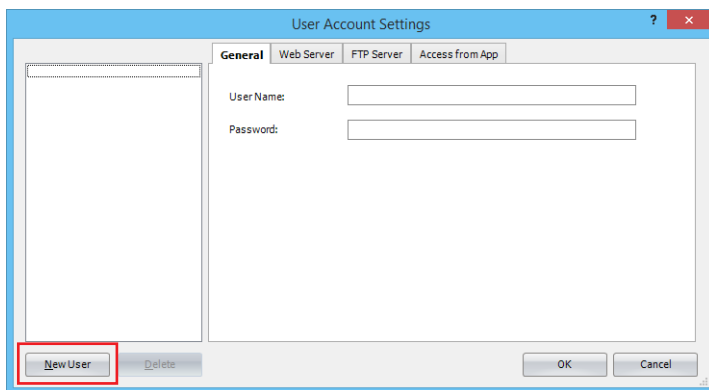 User Account Settings ?
General Web Server FTP Server Access from App
User Name:
Password:
New User Delete OK Cancel